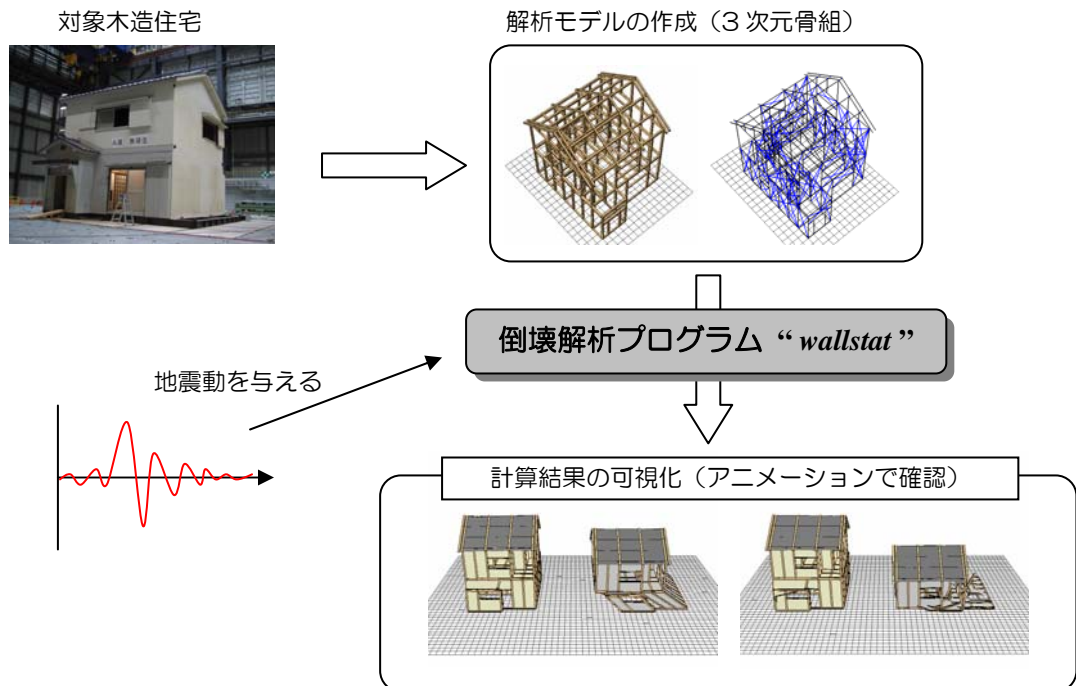 対象木造住宅
解析モデルの作成（3 次元骨組）
倒壊解析プログラム “ wallstat ”
地震動を与える
計算結果の可視化（アニメーションで確認）